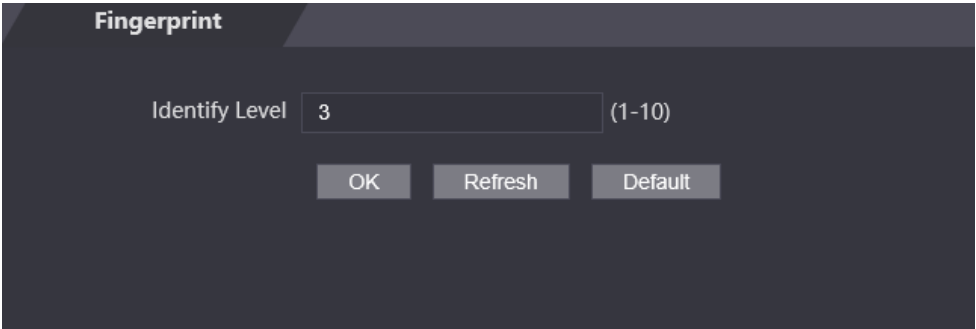 Fingerprint
Identify Level 3 (1-10)
OK Refresh Default